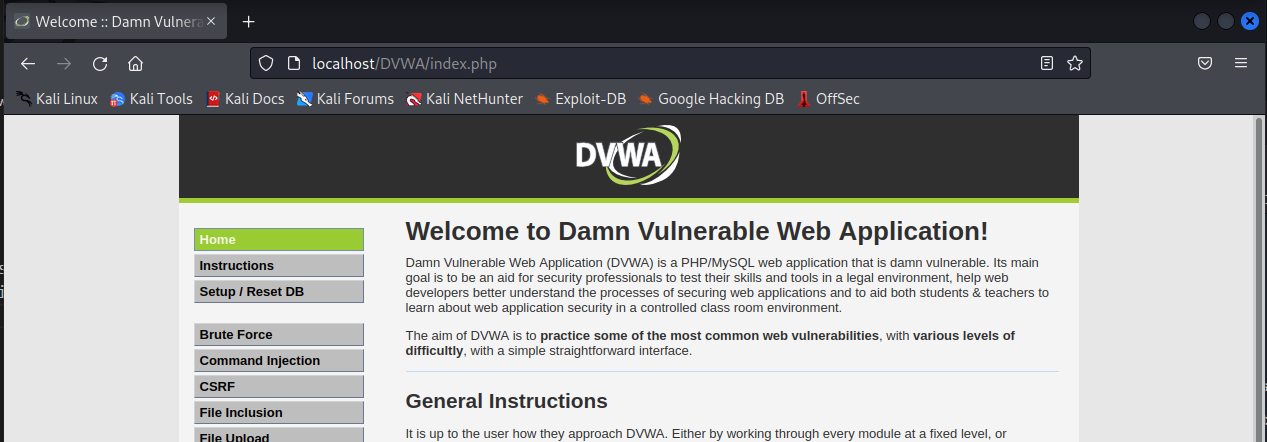 Welcome :: Damn Vulnera
localhost/DVWA/index.php
Kali Linux Kali Tools Kali Docs Kali Forums Kali NetHunter Exploit-DB Google Hacking DB OffSec
DVWA
Home
Instructions
Setup / Reset DB
Brute Force
Command Injection
CSRF
File Inclusion
File Upload
Welcome to Damn Vulnerable Web Application!
Damn Vulnerable Web Application (DVWA) is a PHP/MySQL web application that is damn vulnerable. Its main
goal is to be an aid for security professionals to test their skills and tools in a legal environment, help web
developers better understand the processes of securing web applications and to aid both students & teachers to
learn about web application security in a controlled class room environment.
The aim of DVWA is to practice some of the most common web vulnerabilities, with various levels of
difficultly, with a simple straightforward interface.
General Instructions
It is up to the user how they approach DVWA. Either by working through every module at a fixed level, or